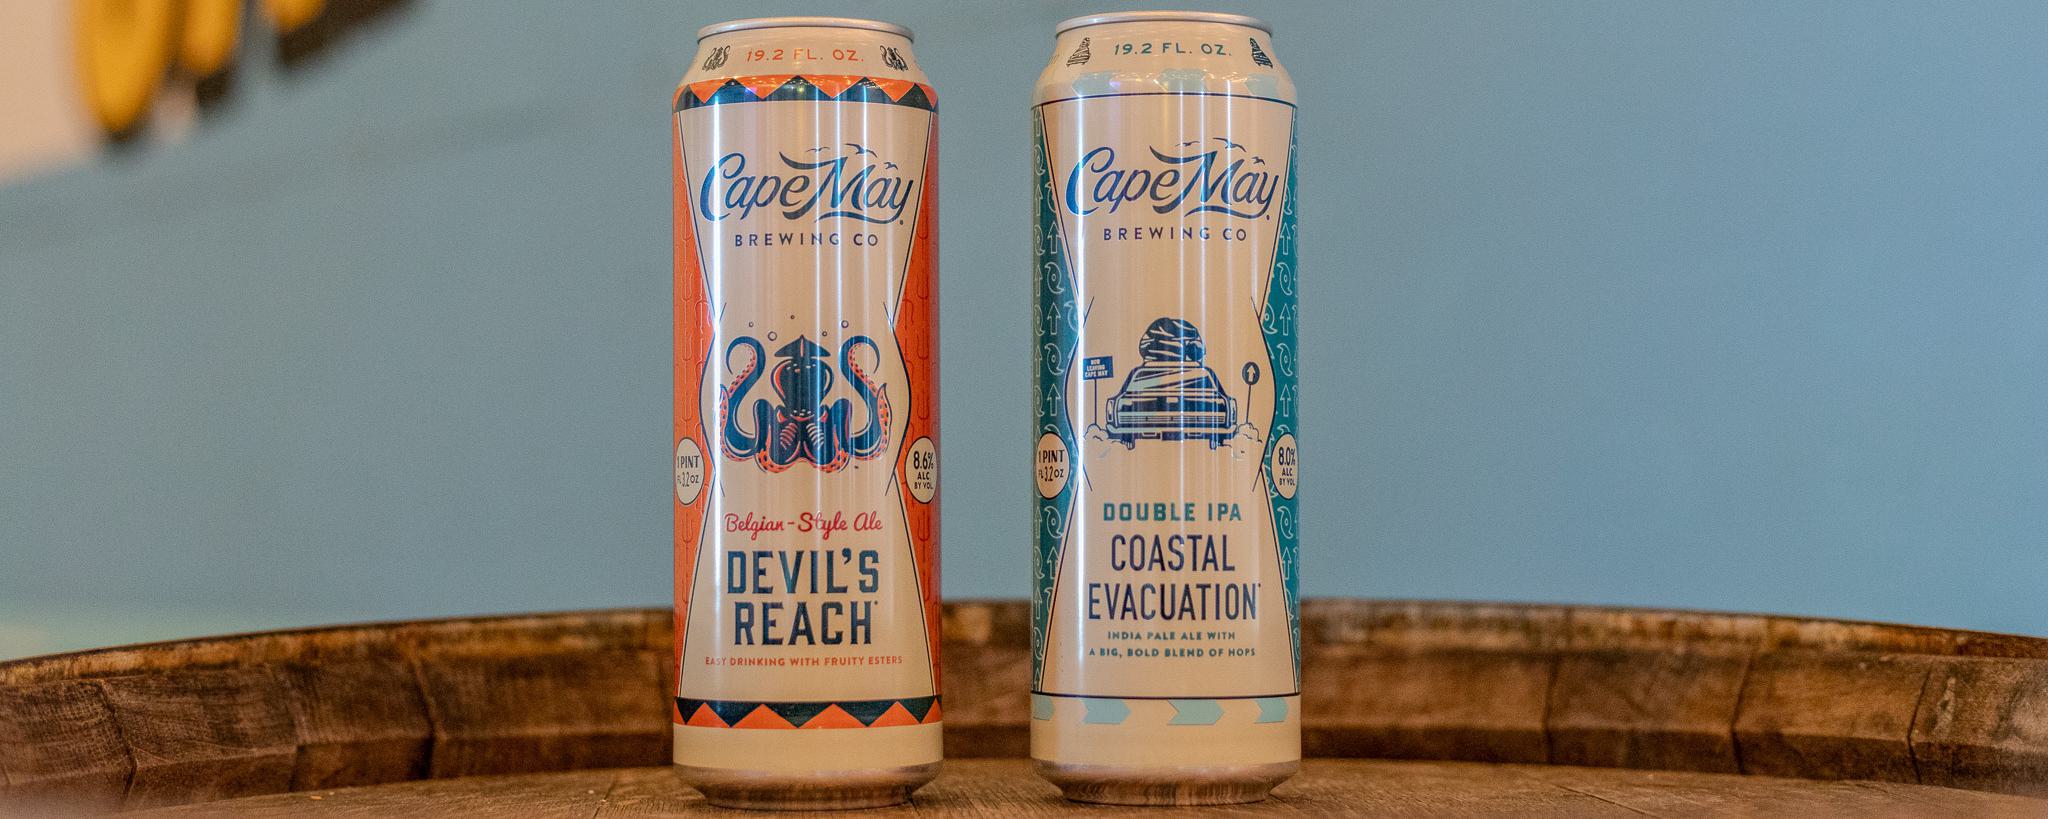 19.2 FL. OZ.
Cape May
BREWING CO
1 PINT
FL 3.2 OZ
8.6%
ALC.
BY VOL.
Belgian-Style Ale
DEVIL'S
REACH
EASY DRINKING WITH FRUITY ESTERS
19.2 FL. OZ.
Cape May
BREWING CO
NOW
LEAVING
CAPE MAY
1 PINT
FL 3.2 OZ
8.0%
ALC.
BY VOL.
DOUBLE IPA
COASTAL
EVACUATION
INDIA PALE ALE WITH
A BIG, BOLD BLEND OF HOPS